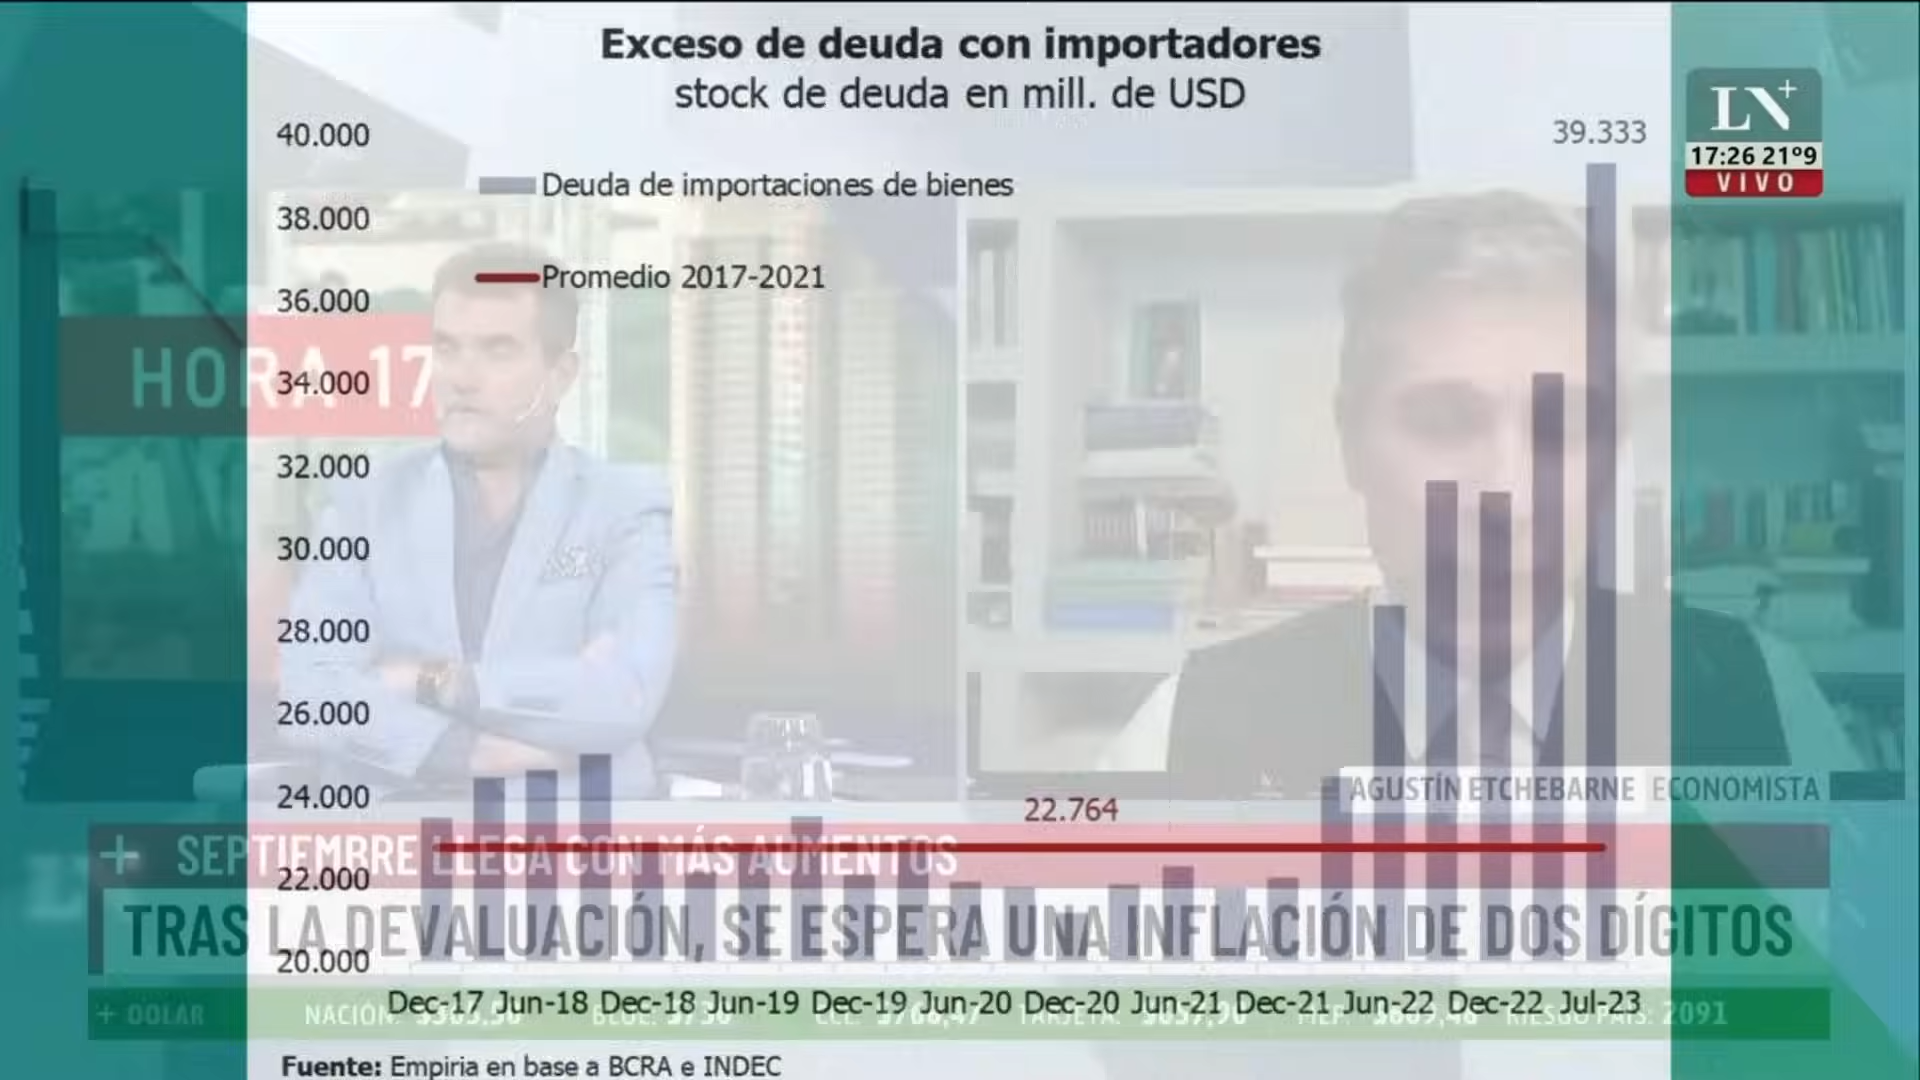 Exceso de deuda con importadores
stock de deuda en mill. de USD
40.000
39.333
LN+
17:26 21°9
VIVO
Deuda de importaciones de bienes
38.000
Promedio 2017-2021
36.000
HORA 17
34.000
32.000
30.000
28.000
26.000
24.000
22.764
AGUSTÍN ETCHEBARNE ECONOMISTA
+ SEPTIEMBRE LLEGA CON MÁS AUMENTOS
22.000
TRAS LA DEVALUACIÓN, SE ESPERA UNA INFLACIÓN DE DOS DÍGITOS
20.000
Dec-17 Jun-18 Dec-18 Jun-19 Dec-19 Jun-20 Dec-20 Jun-21 Dec-21 Jun-22 Dec-22 Jul-23
+ DOLAR NACIÓN: RIESGO PAÍS: 2091
Fuente: Empiria en base a BCRA e INDEC